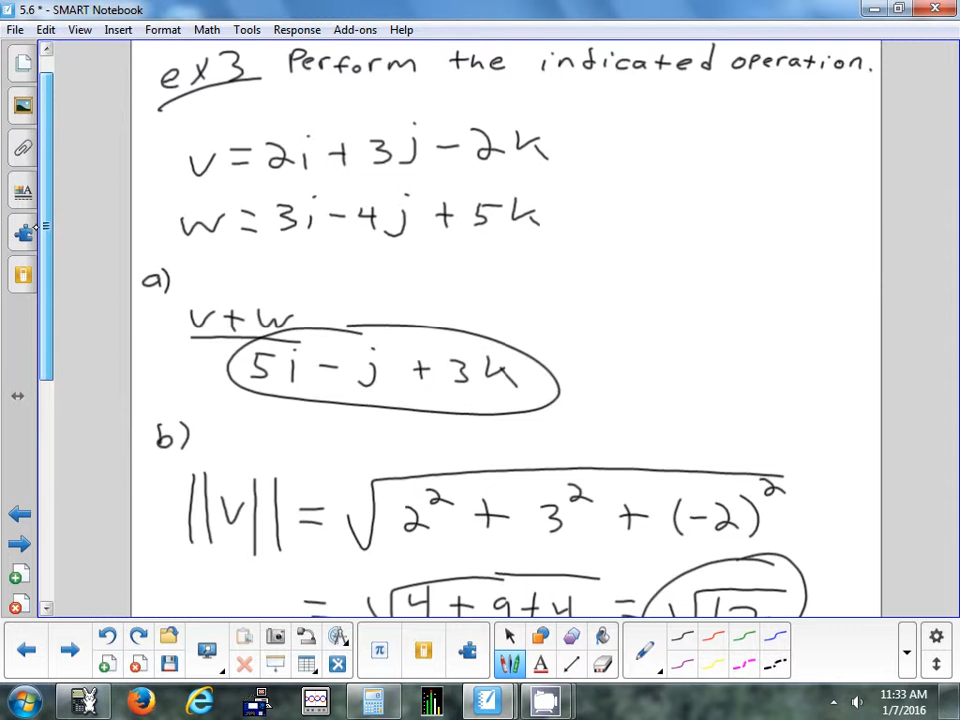 5.6 * - SMART Notebook
File Edit View Insert Format Math Tools Response Add-ons Help
ex3 Perform the indicated operation.
v = 2i + 3j - 2k
w = 3i - 4j + 5k
a)
v + w
5i - j + 3k
b)
||v|| = √2² + 3² + (-2)²
= √4 + 9 + 4 = √17
11:33 AM
1/7/2016